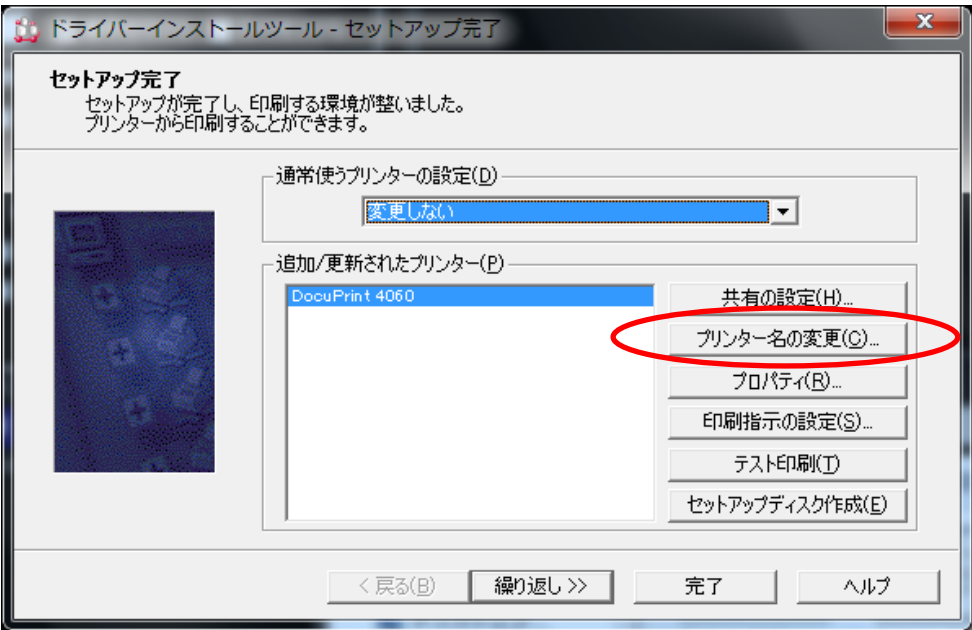 ドライバーインストールツール - セットアップ完了
セットアップ完了
セットアップが完了し、印刷する環境が整いました。
プリンターから印刷することができます。
通常使うプリンターの設定(D)
変更しない
追加/更新されたプリンター(P)
DocuPrint 4060
共有の設定(H)...
プリンター名の変更(C)...
プロパティ(R)...
印刷指示の設定(S)...
テスト印刷(T)
セットアップディスク作成(E)
< 戻る(B)
繰り返し >>
完了
ヘルプ